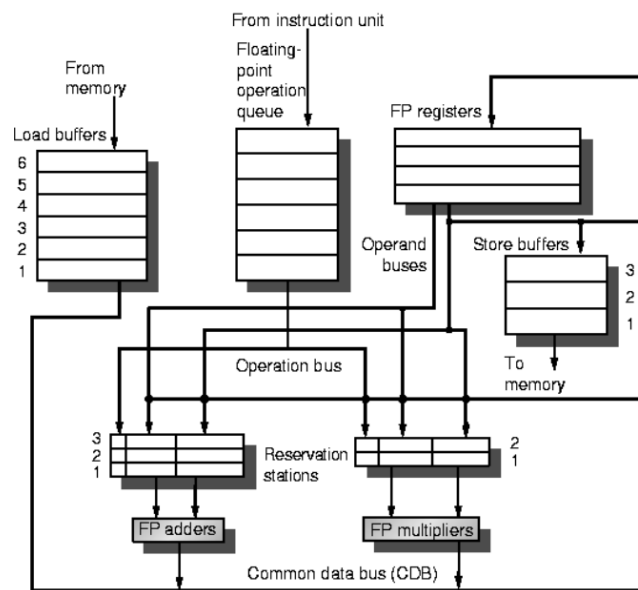 From instruction unit
From
memory
Floating-
point
operation
queue
FP registers
Load buffers
6
5
4
3
2
1
Operand
buses
Store buffers
3
2
1
To
memory
Operation bus
3
2
1
Reservation
stations
2
1
FP adders
FP multipliers
Common data bus (CDB)